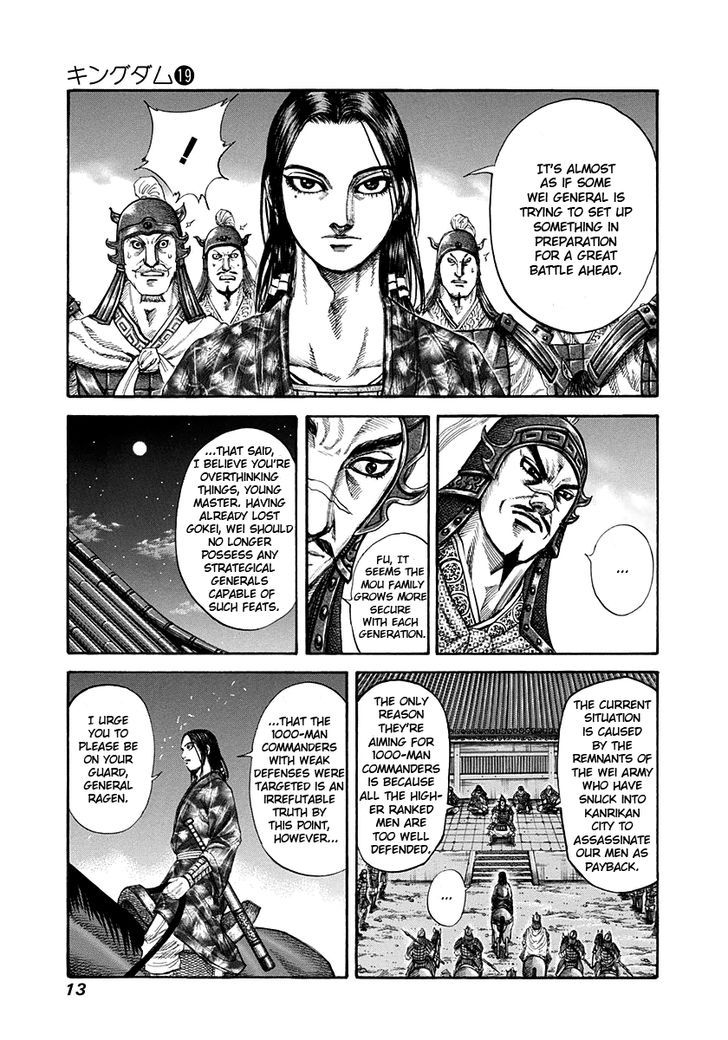 キングダム⓳
IT'S ALMOST
AS IF SOME
WEI GENERAL IS
TRYING TO SET UP
SOMETHING IN
PREPARATION
FOR A GREAT
BATTLE AHEAD.
!
...
FU, IT
SEEMS THE
MOU FAMILY
GROWS MORE
SECURE
WITH EACH
GENERATION.
...THAT SAID,
I BELIEVE YOU'RE
OVERTHINKING
THINGS, YOUNG
MASTER. HAVING
ALREADY LOST
GOKEI, WEI SHOULD
NO LONGER
POSSESS ANY
STRATEGICAL
GENERALS
CAPABLE OF
SUCH FEATS.
THE CURRENT
SITUATION
IS CAUSED
BY THE
REMNANTS OF
THE WEI ARMY
WHO HAVE
SNUCK INTO
KANRIKAN
CITY TO
ASSASSINATE
OUR MEN AS
PAYBACK.
THE ONLY
REASON
THEY'RE
AIMING FOR
1000-MAN
COMMANDERS
IS BECAUSE
ALL THE HIGH-
ER RANKED
MEN ARE
TOO WELL
DEFENDED.
...
...THAT THE
1000-MAN
COMMANDERS
WITH WEAK
DEFENSES WERE
TARGETED IS AN
IRREFUTABLE
TRUTH BY
THIS POINT,
HOWEVER...
I URGE
YOU TO
PLEASE BE
ON YOUR
GUARD,
GENERAL
RAGEN.
13